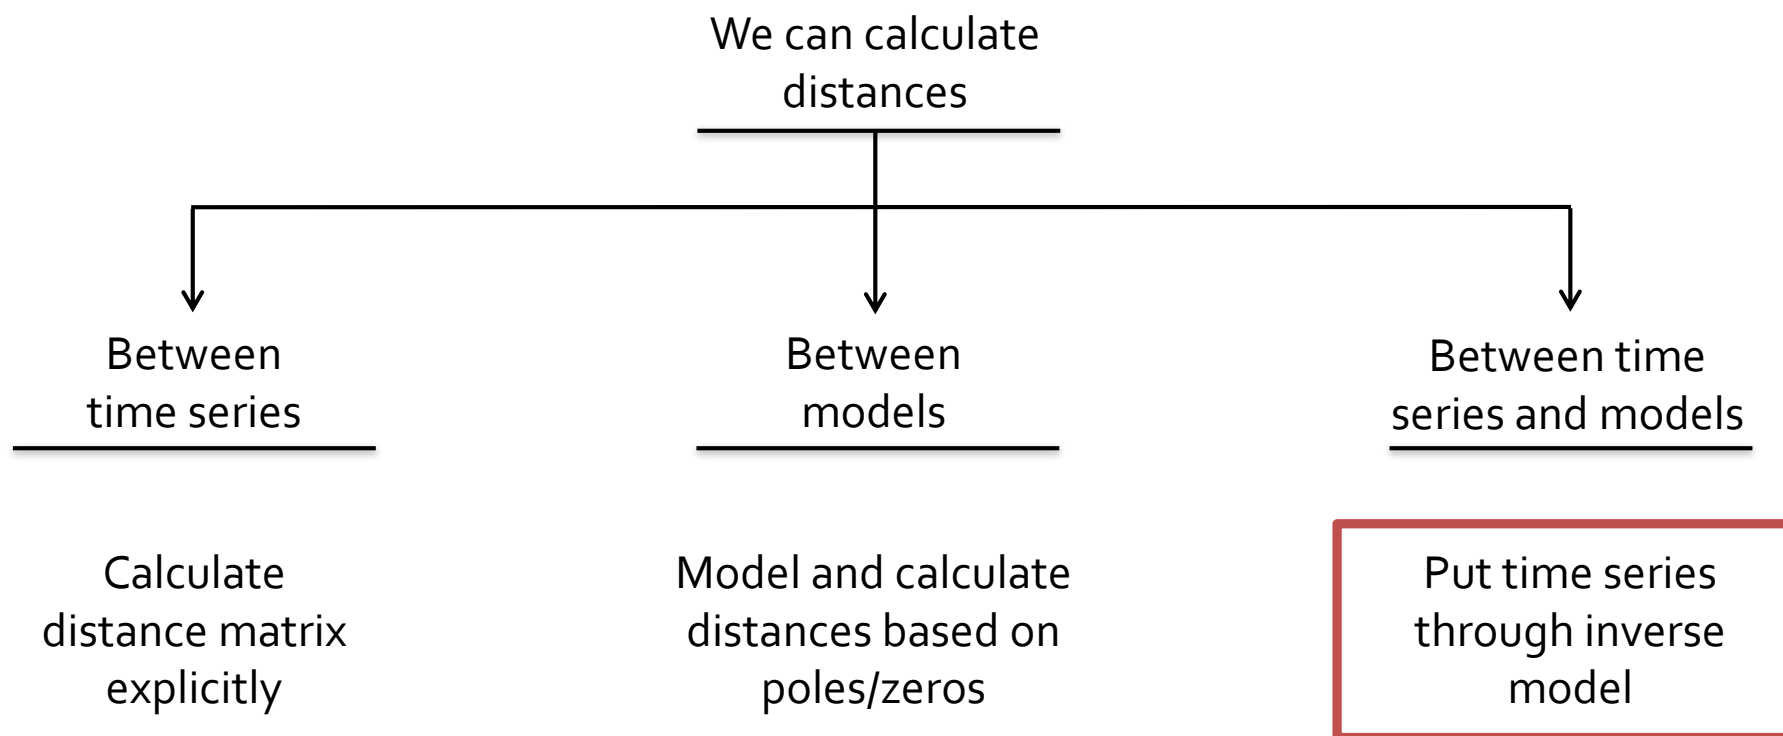 We can calculate
distances
Between
time series
Between
models
Between time
series and models
Calculate
distance matrix
explicitly
Model and calculate
distances based on
poles/zeros
Put time series
through inverse
model